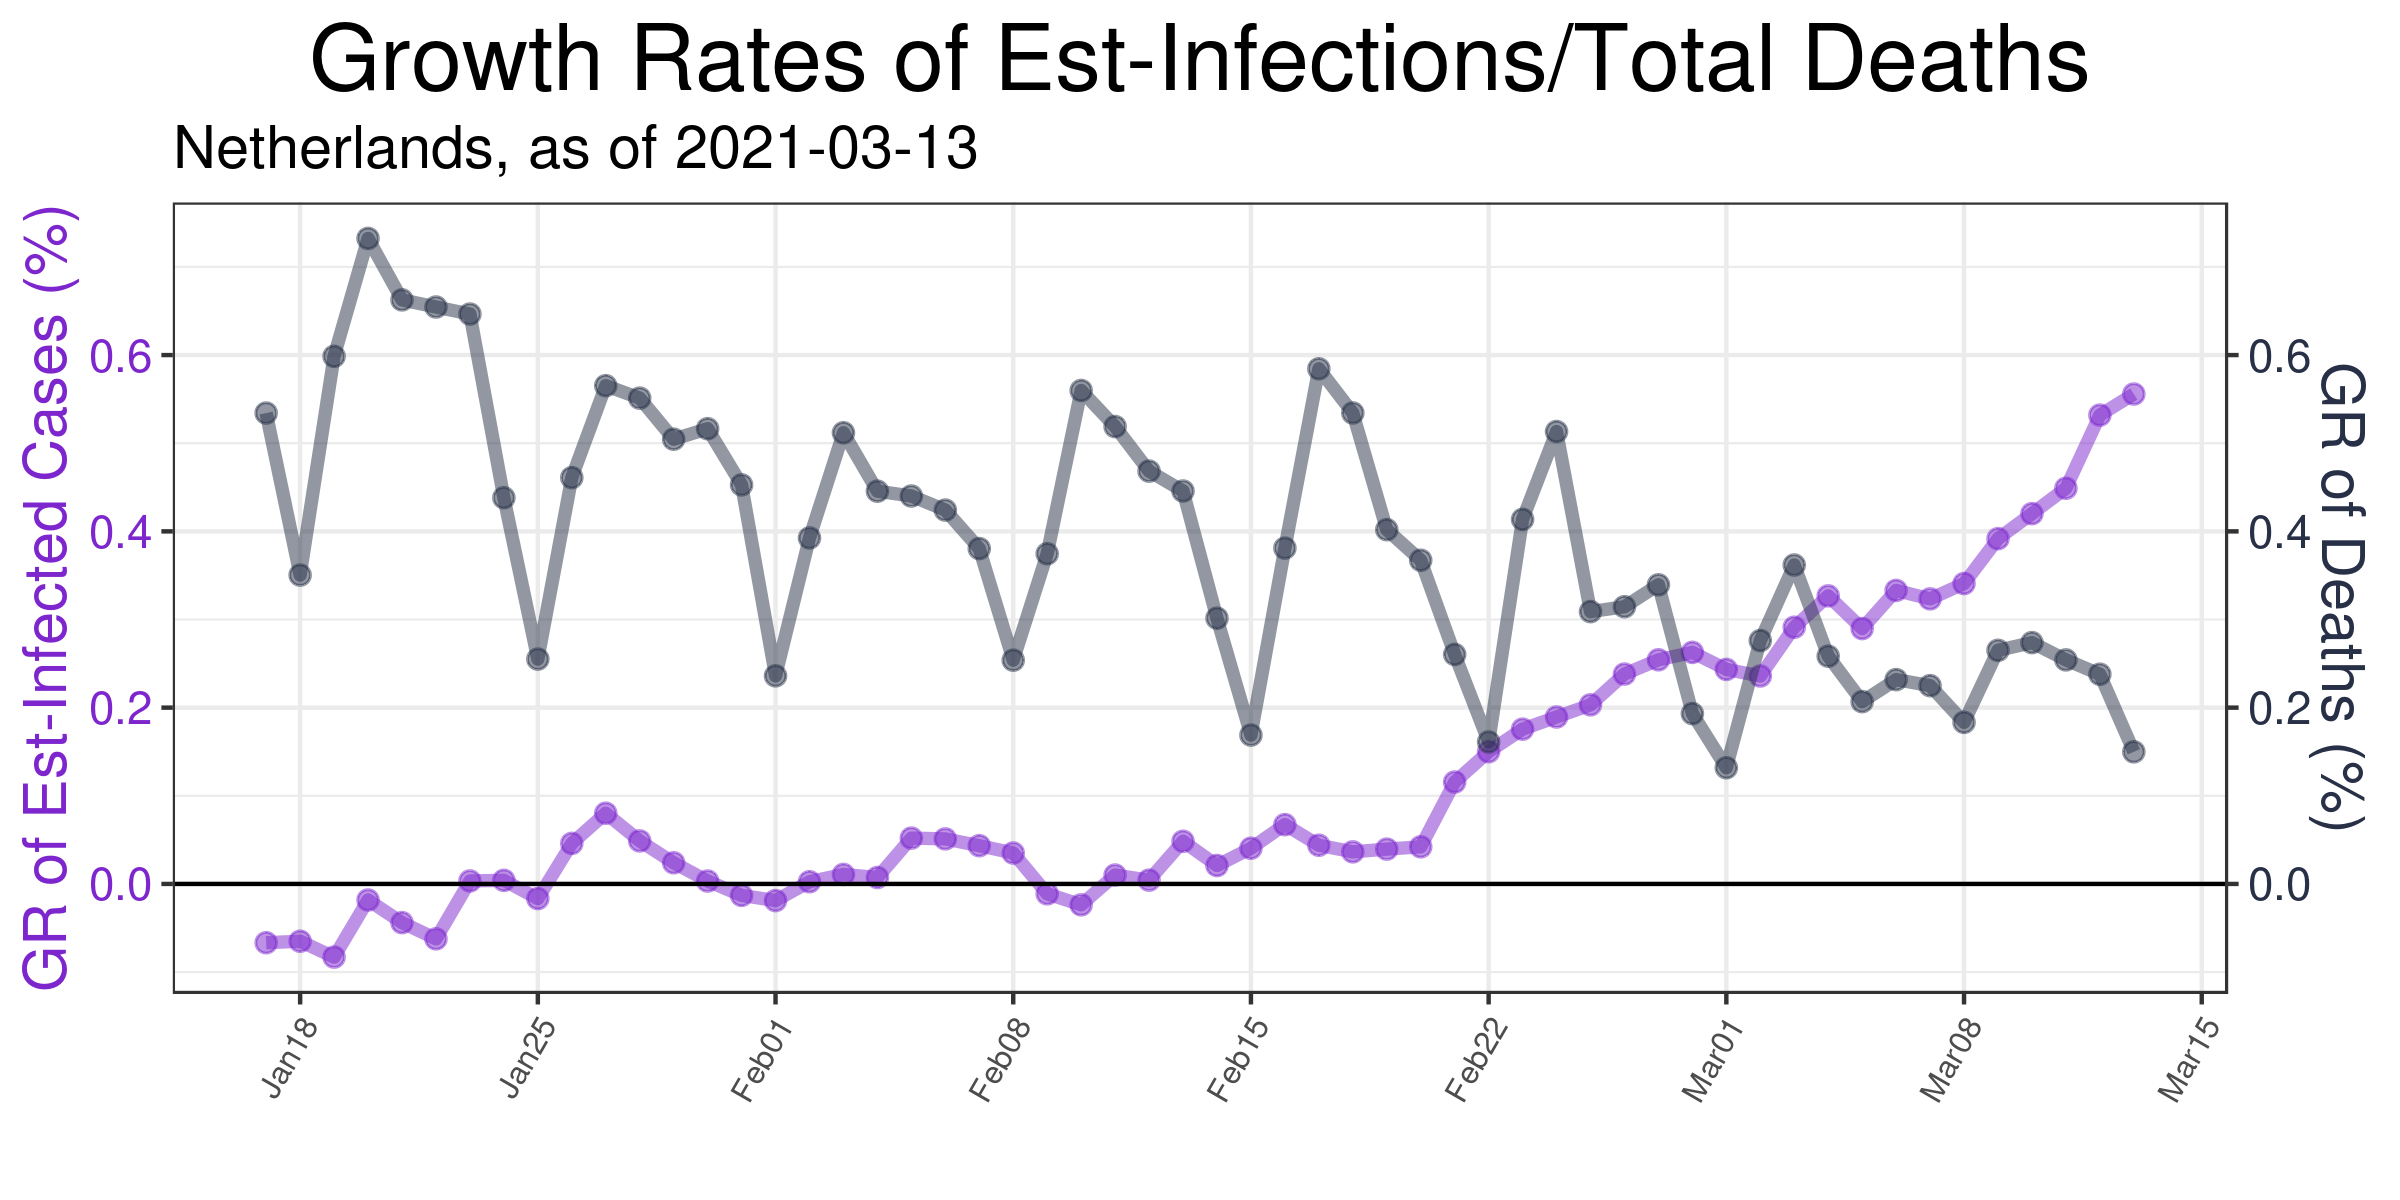 Growth Rates of Est-Infections/Total Deaths
Netherlands, as of 2021-03-13
GR of Est-Infected Cases (%)
0.6
0.4
0.2
0.0
0.6
0.4
0.2
0.0
GR of Deaths (%)
Jan18
Jan25
Feb01
Feb08
Feb15
Feb22
Mar01
Mar08
Mar15